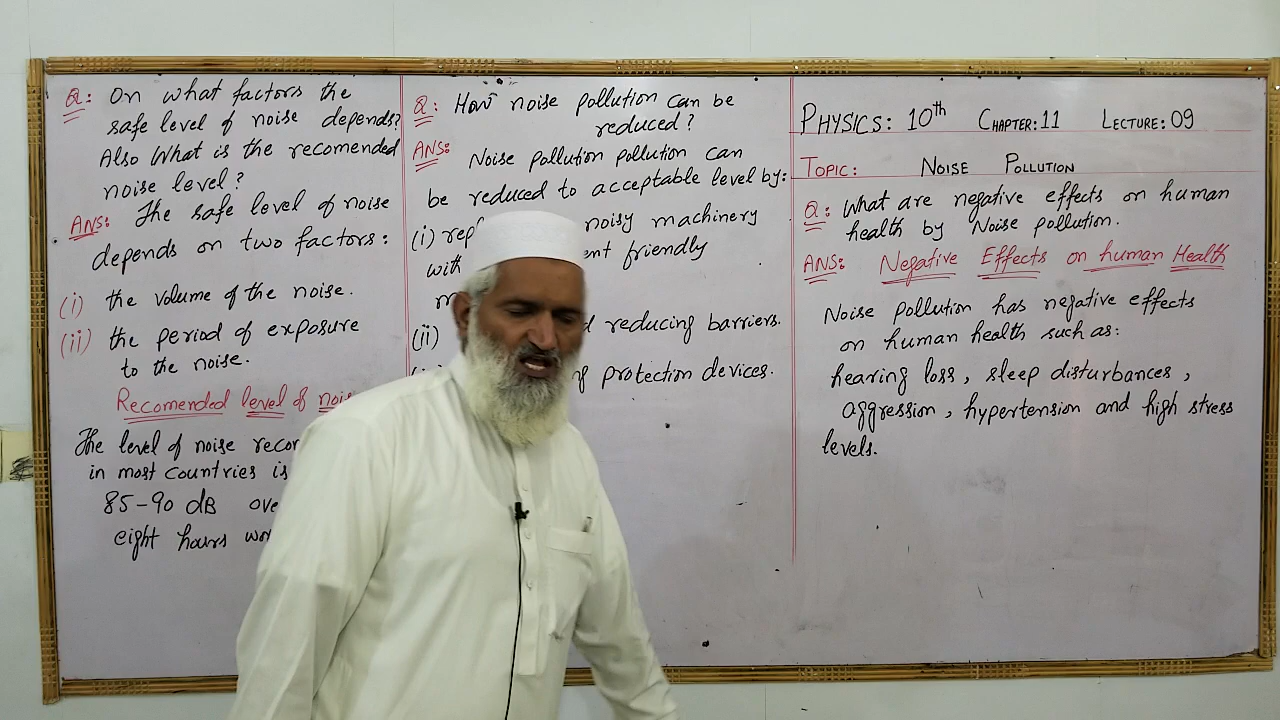 Q: On what factors the
safe level of noise depends?
Also What is the recomended
noise level?
ANS: The safe level of noise
depends on two factors:
(i) the volume of the noise.
(ii) the period of exposure
to the noise.
Recomended level of
The level of noise
in most countries is
85-90 dB
eight hours
Q: How noise pollution can be
reduced?
ANS: Noise pollution pollution can
be reduced to acceptable level by:
(i) noisy machinery
with friendly
(ii) reducing barriers.
protection devices.
PHYSICS: 10th CHAPTER: 11 LECTURE: 09
TOPIC: NOISE POLLUTION
Q: What are negative effects on human
health by Noise pollution.
ANS: Negative Effects on human Health
Noise pollution has negative effects
on human health such as:
hearing loss, sleep disturbances,
aggression, hypertension and high stress
levels.